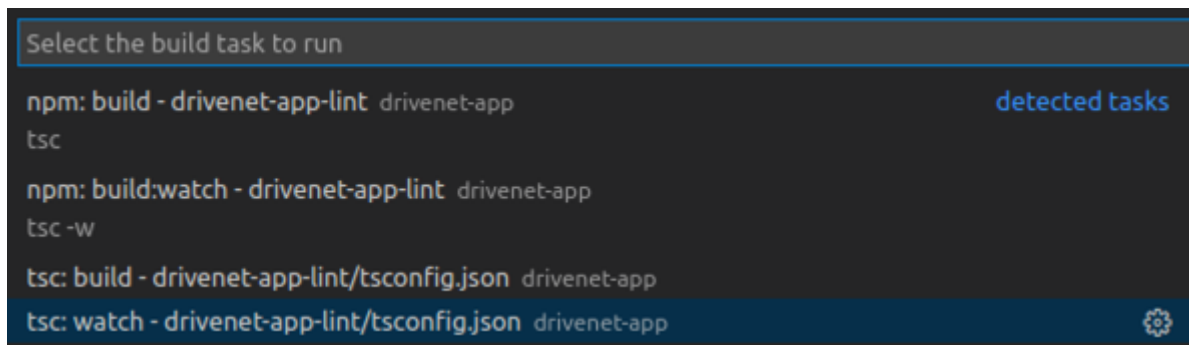 Select the build task to run
npm: build - drivenet-app-lint drivenet-app detected tasks
tsc
npm: build:watch - drivenet-app-lint drivenet-app
tsc -w
tsc: build - drivenet-app-lint/tsconfig.json drivenet-app
tsc: watch - drivenet-app-lint/tsconfig.json drivenet-app